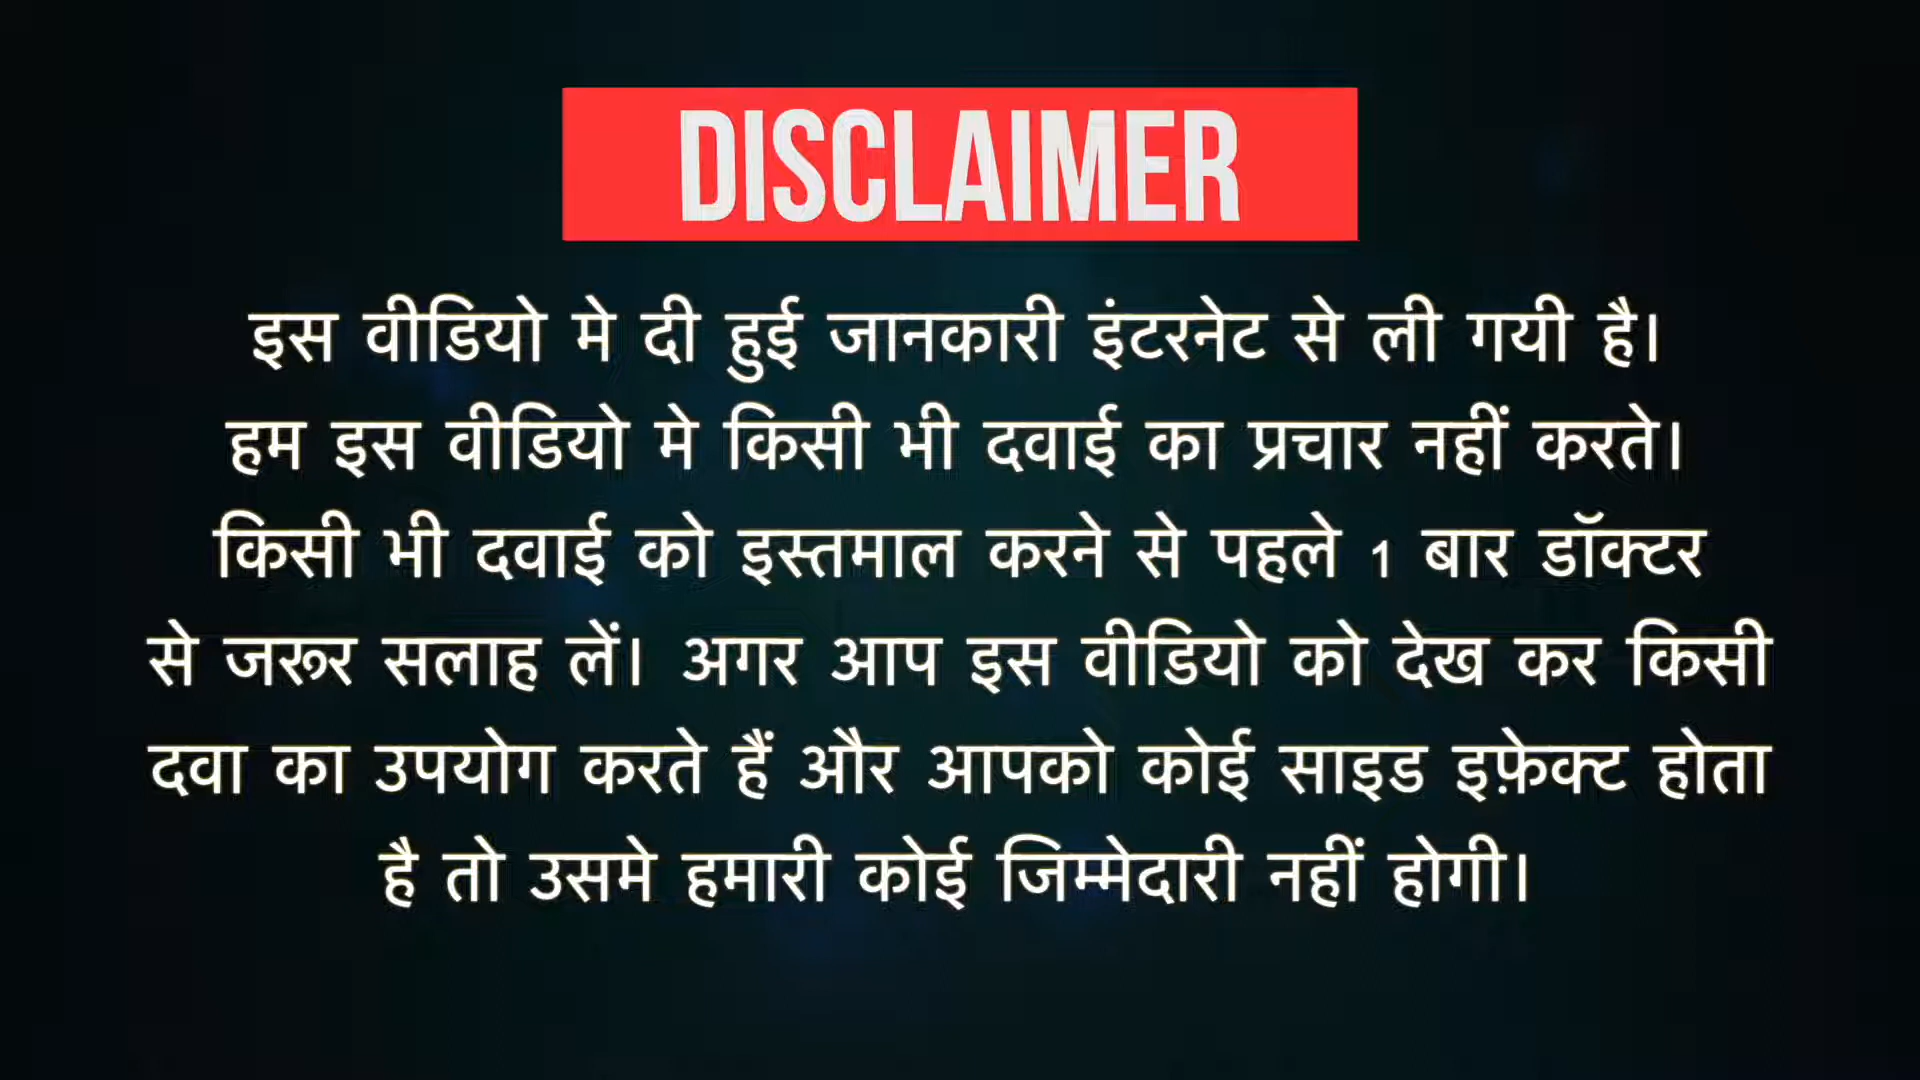 DISCLAIMER
इस वीडियो मे दी हुई जानकारी इंटरनेट से ली गयी है।
हम इस वीडियो मे किसी भी दवाई का प्रचार नहीं करते।
किसी भी दवाई को इस्तमाल करने से पहले 1 बार डॉक्टर
से जरूर सलाह लें। अगर आप इस वीडियो को देख कर किसी
दवा का उपयोग करते हैं और आपको कोई साइड इफ़ेक्ट होता
है तो उसमे हमारी कोई जिम्मेदारी नहीं होगी।